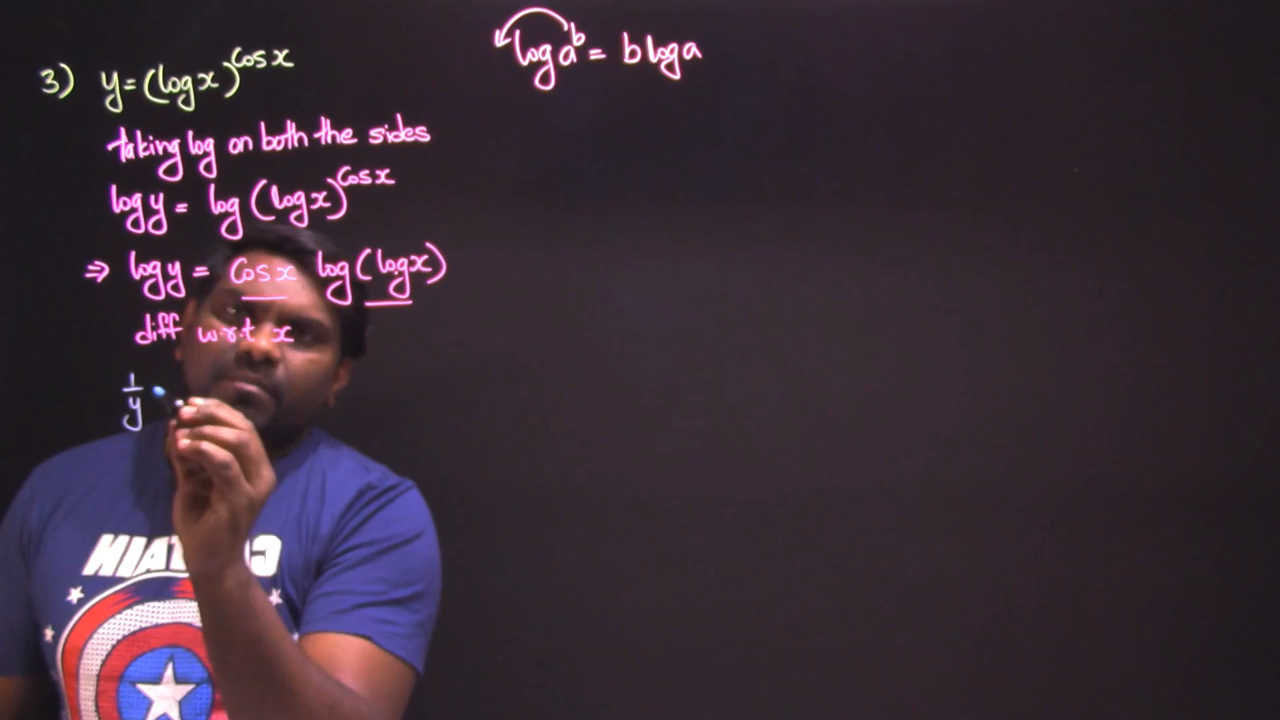 3) y = (log x)^cos x
log a^b = b log a
taking log on both the sides
log y = log (log x)^cos x
⇒ log y = cos x log (log x)
diff w.r.t x
1/y